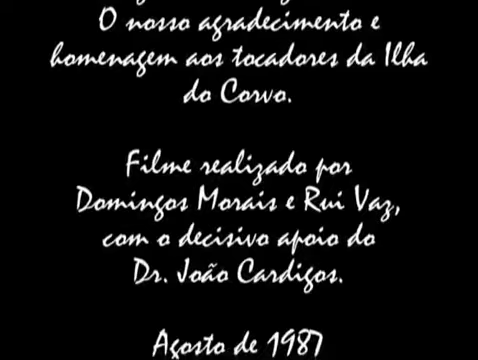 O nosso agradecimento e
homenagem aos tocadores da Ilha
do Corvo.
Filme realizado por
Domingos Morais e Rui Vaz,
com o decisivo apoio do
Dr. João Cardigos.
Agosto de 1987